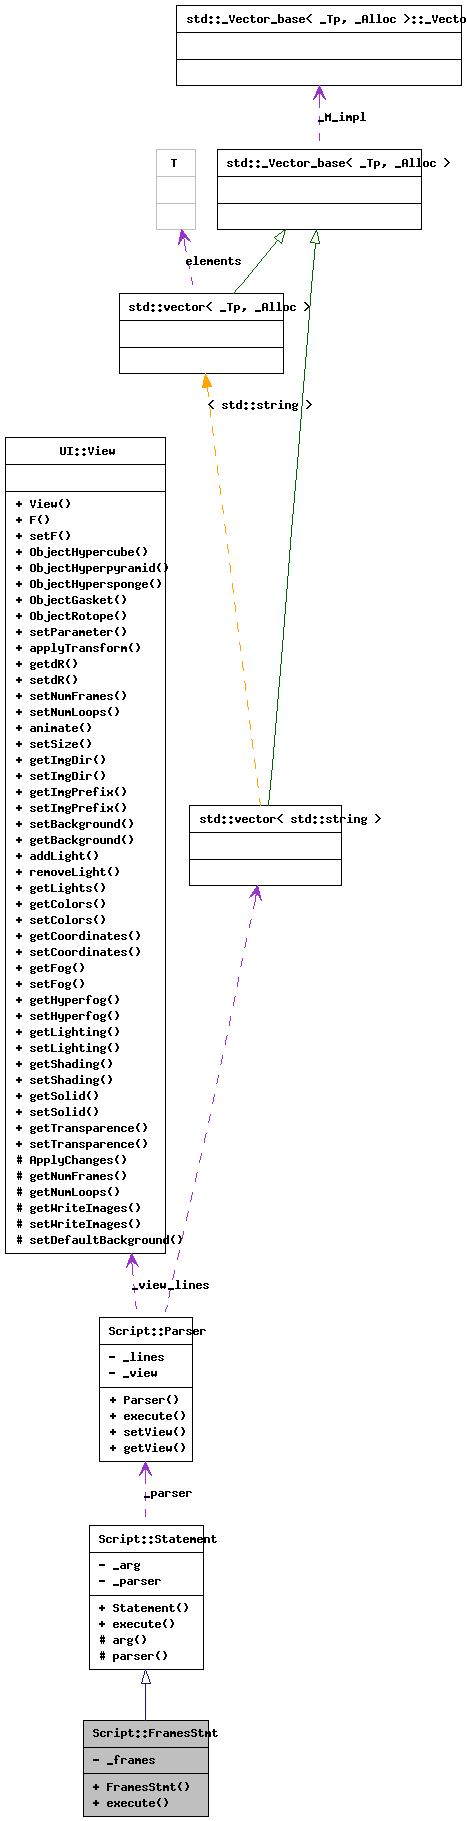 std::_Vector_base< _Tp, _Alloc >::_Vecto
_M_impl
T
std::_Vector_base< _Tp, _Alloc >
elements
std::vector< _Tp, _Alloc >
< std::string >
UI::View
+ View()
+ F()
+ setF()
+ ObjectHypercube()
+ ObjectHyperpyramid()
+ ObjectHypersponge()
+ ObjectGasket()
+ ObjectRotope()
+ setParameter()
+ applyTransform()
+ getdR()
+ setdR()
+ setNumFrames()
+ setNumLoops()
+ animate()
+ setSize()
+ getImgDir()
+ setImgDir()
+ getImgPrefix()
+ setImgPrefix()
+ setBackground()
+ getBackground()
+ addLight()
+ removeLight()
+ getLights()
+ getColors()
+ setColors()
+ getCoordinates()
+ setCoordinates()
+ getFog()
+ setFog()
+ getHyperfog()
+ setHyperfog()
+ getLighting()
+ setLighting()
+ getShading()
+ setShading()
+ getSolid()
+ setSolid()
+ getTransparence()
+ setTransparence()
# ApplyChanges()
# getNumFrames()
# getNumLoops()
# getWriteImages()
# setWriteImages()
# setDefaultBackground()
std::vector< std::string >
_view
_lines
Script::Parser
- _lines
- _view
+ Parser()
+ execute()
+ setView()
+ getView()
_parser
Script::Statement
- _arg
- _parser
+ Statement()
+ execute()
# arg()
# parser()
Script::FramesStmt
- _frames
+ FramesStmt()
+ execute()